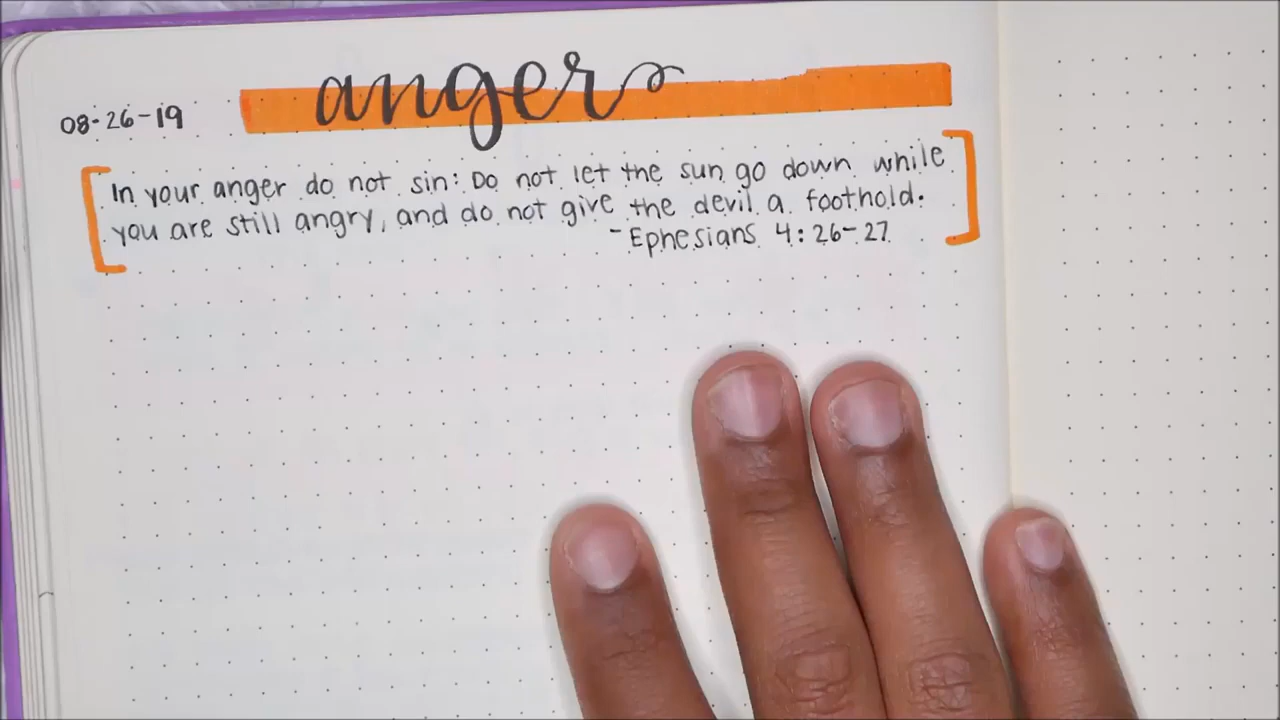 anger
08-26-19
In your anger do not sin: Do not let the sun go down while
you are still angry, and do not give the devil a foothold.
-Ephesians 4:26-27